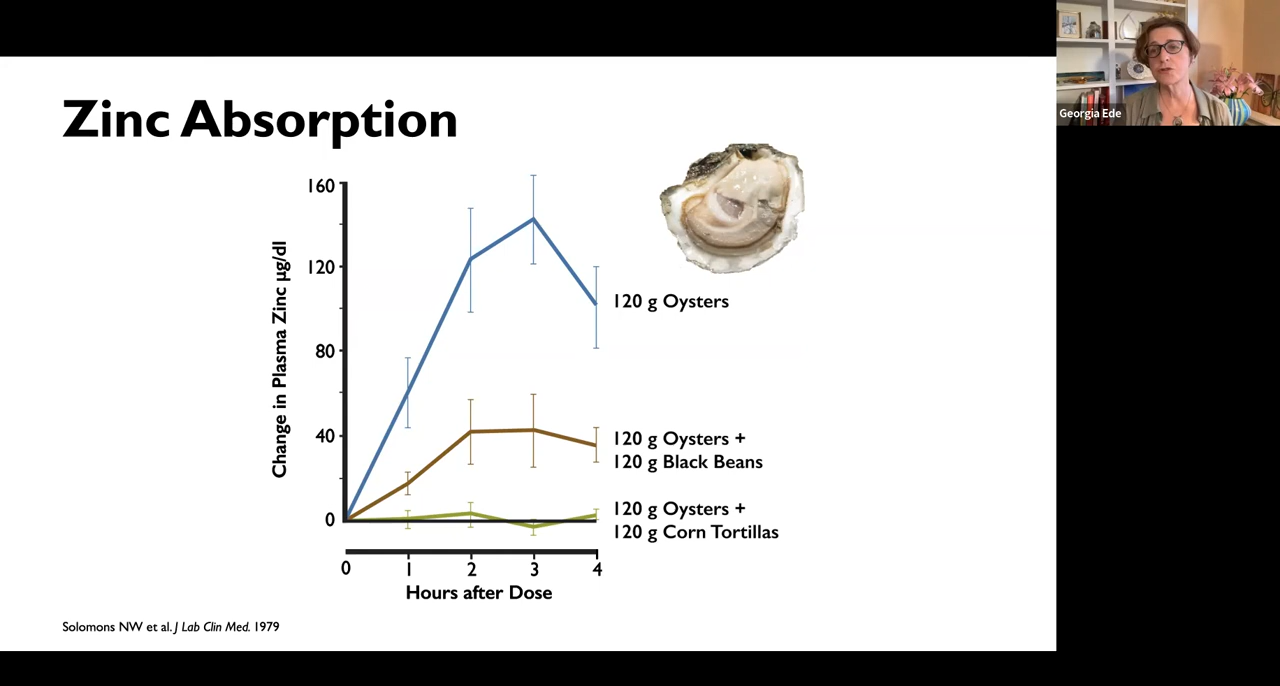 Zinc Absorption
Georgia Ede
Change in Plasma Zinc µg/dl
160
120
80
40
0
120 g Oysters
120 g Oysters +
120 g Black Beans
120 g Oysters +
120 g Corn Tortillas
0 1 2 3 4
Hours after Dose
Solomons NW et al. J Lab Clin Med. 1979